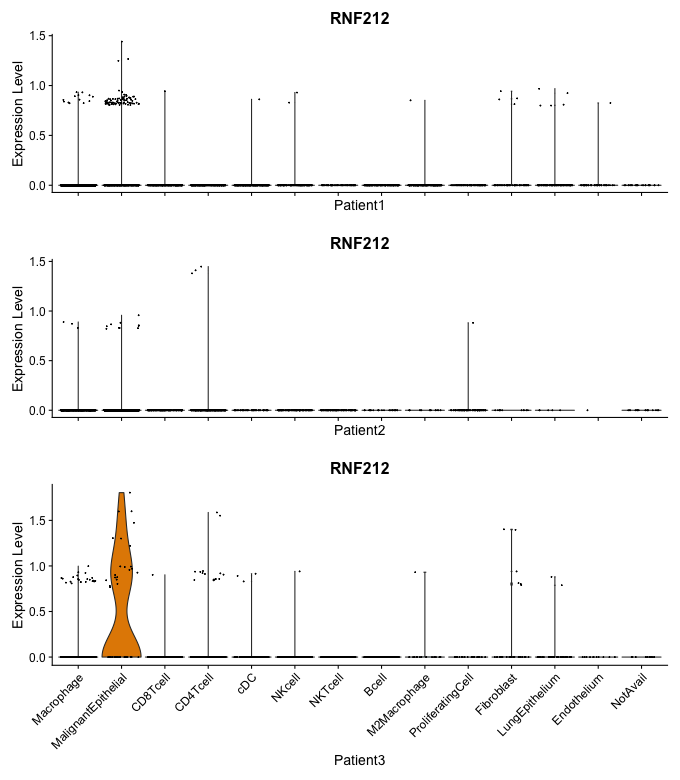 RNF212
Expression Level
1.5
1.0
0.5
0.0
Patient1
RNF212
Expression Level
1.5
1.0
0.5
0.0
Patient2
RNF212
Expression Level
1.5
1.0
0.5
0.0
Macrophage
MalignantEpithelial
CD8Tcell
CD4Tcell
cDC
NKcell
NKTcell
Bcell
M2Macrophage
ProliferatingCell
Fibroblast
LungEpithelium
Endothelium
NotAvail
Patient3